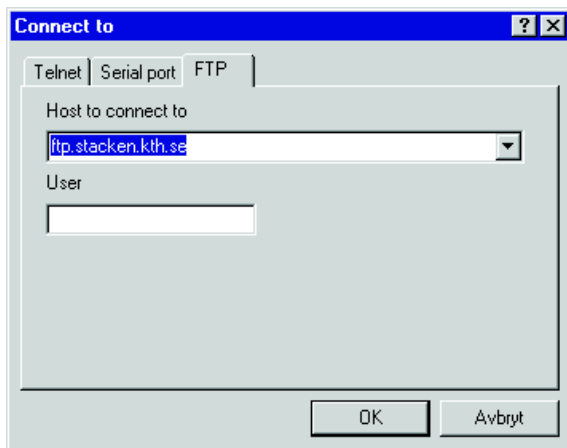 Connect to
Telnet Serial port FTP
Host to connect to
ftp.stacken.kth.se
User
OK Avbryt